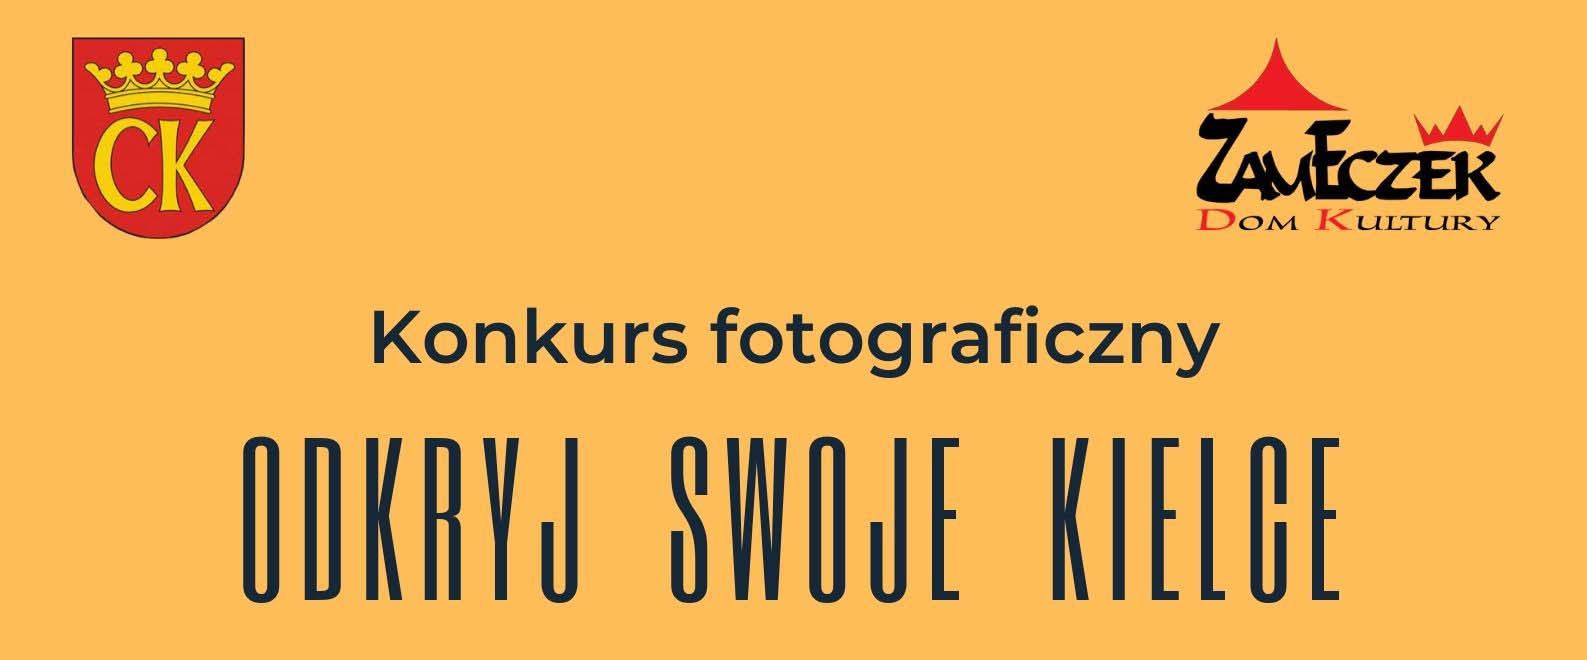 CK
ZAMECZEK
DOM KULTURY
Konkurs fotograficzny
ODKRYJ SWOJE KIELCE